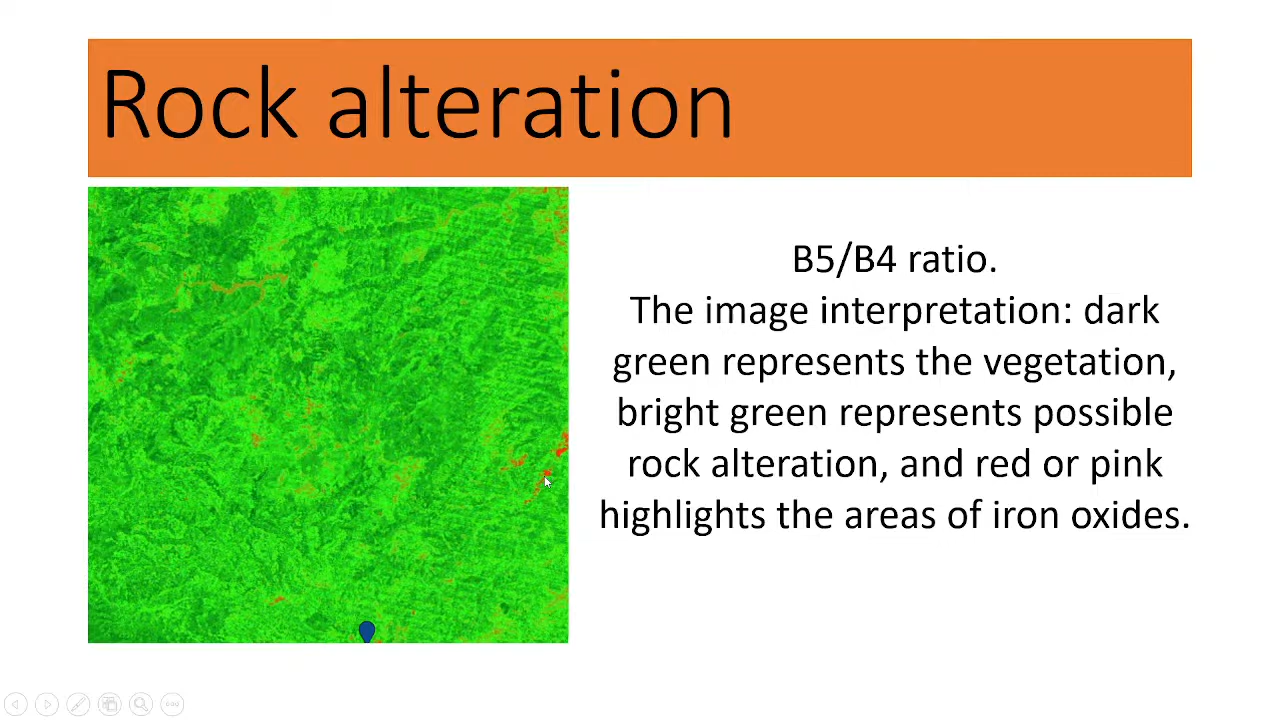 Rock alteration
B5/B4 ratio.
The image interpretation: dark
green represents the vegetation,
bright green represents possible
rock alteration, and red or pink
highlights the areas of iron oxides.